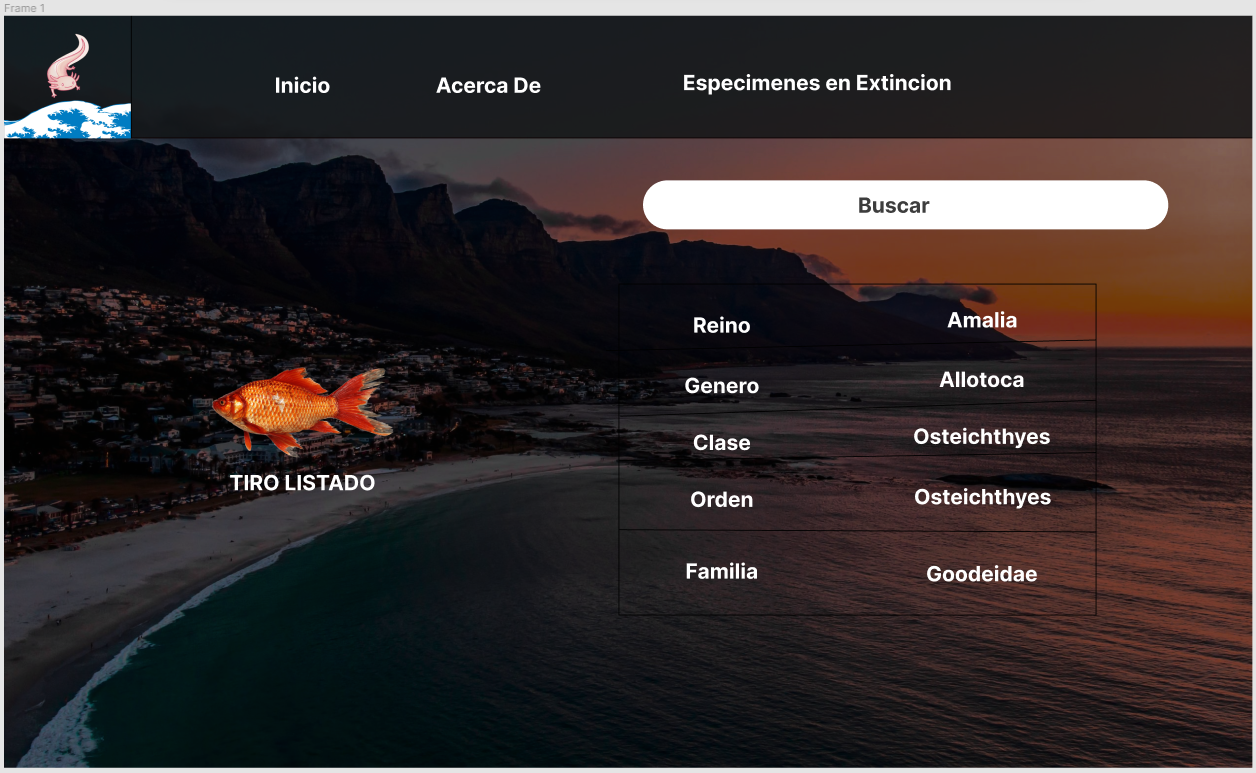 Frame 1
Inicio
Acerca De
Especimenes en Extincion
Buscar
Reino
Amalia
Genero
Allotoca
Clase
Osteichthyes
Orden
Osteichthyes
Familia
Goodeidae
TIRO LISTADO